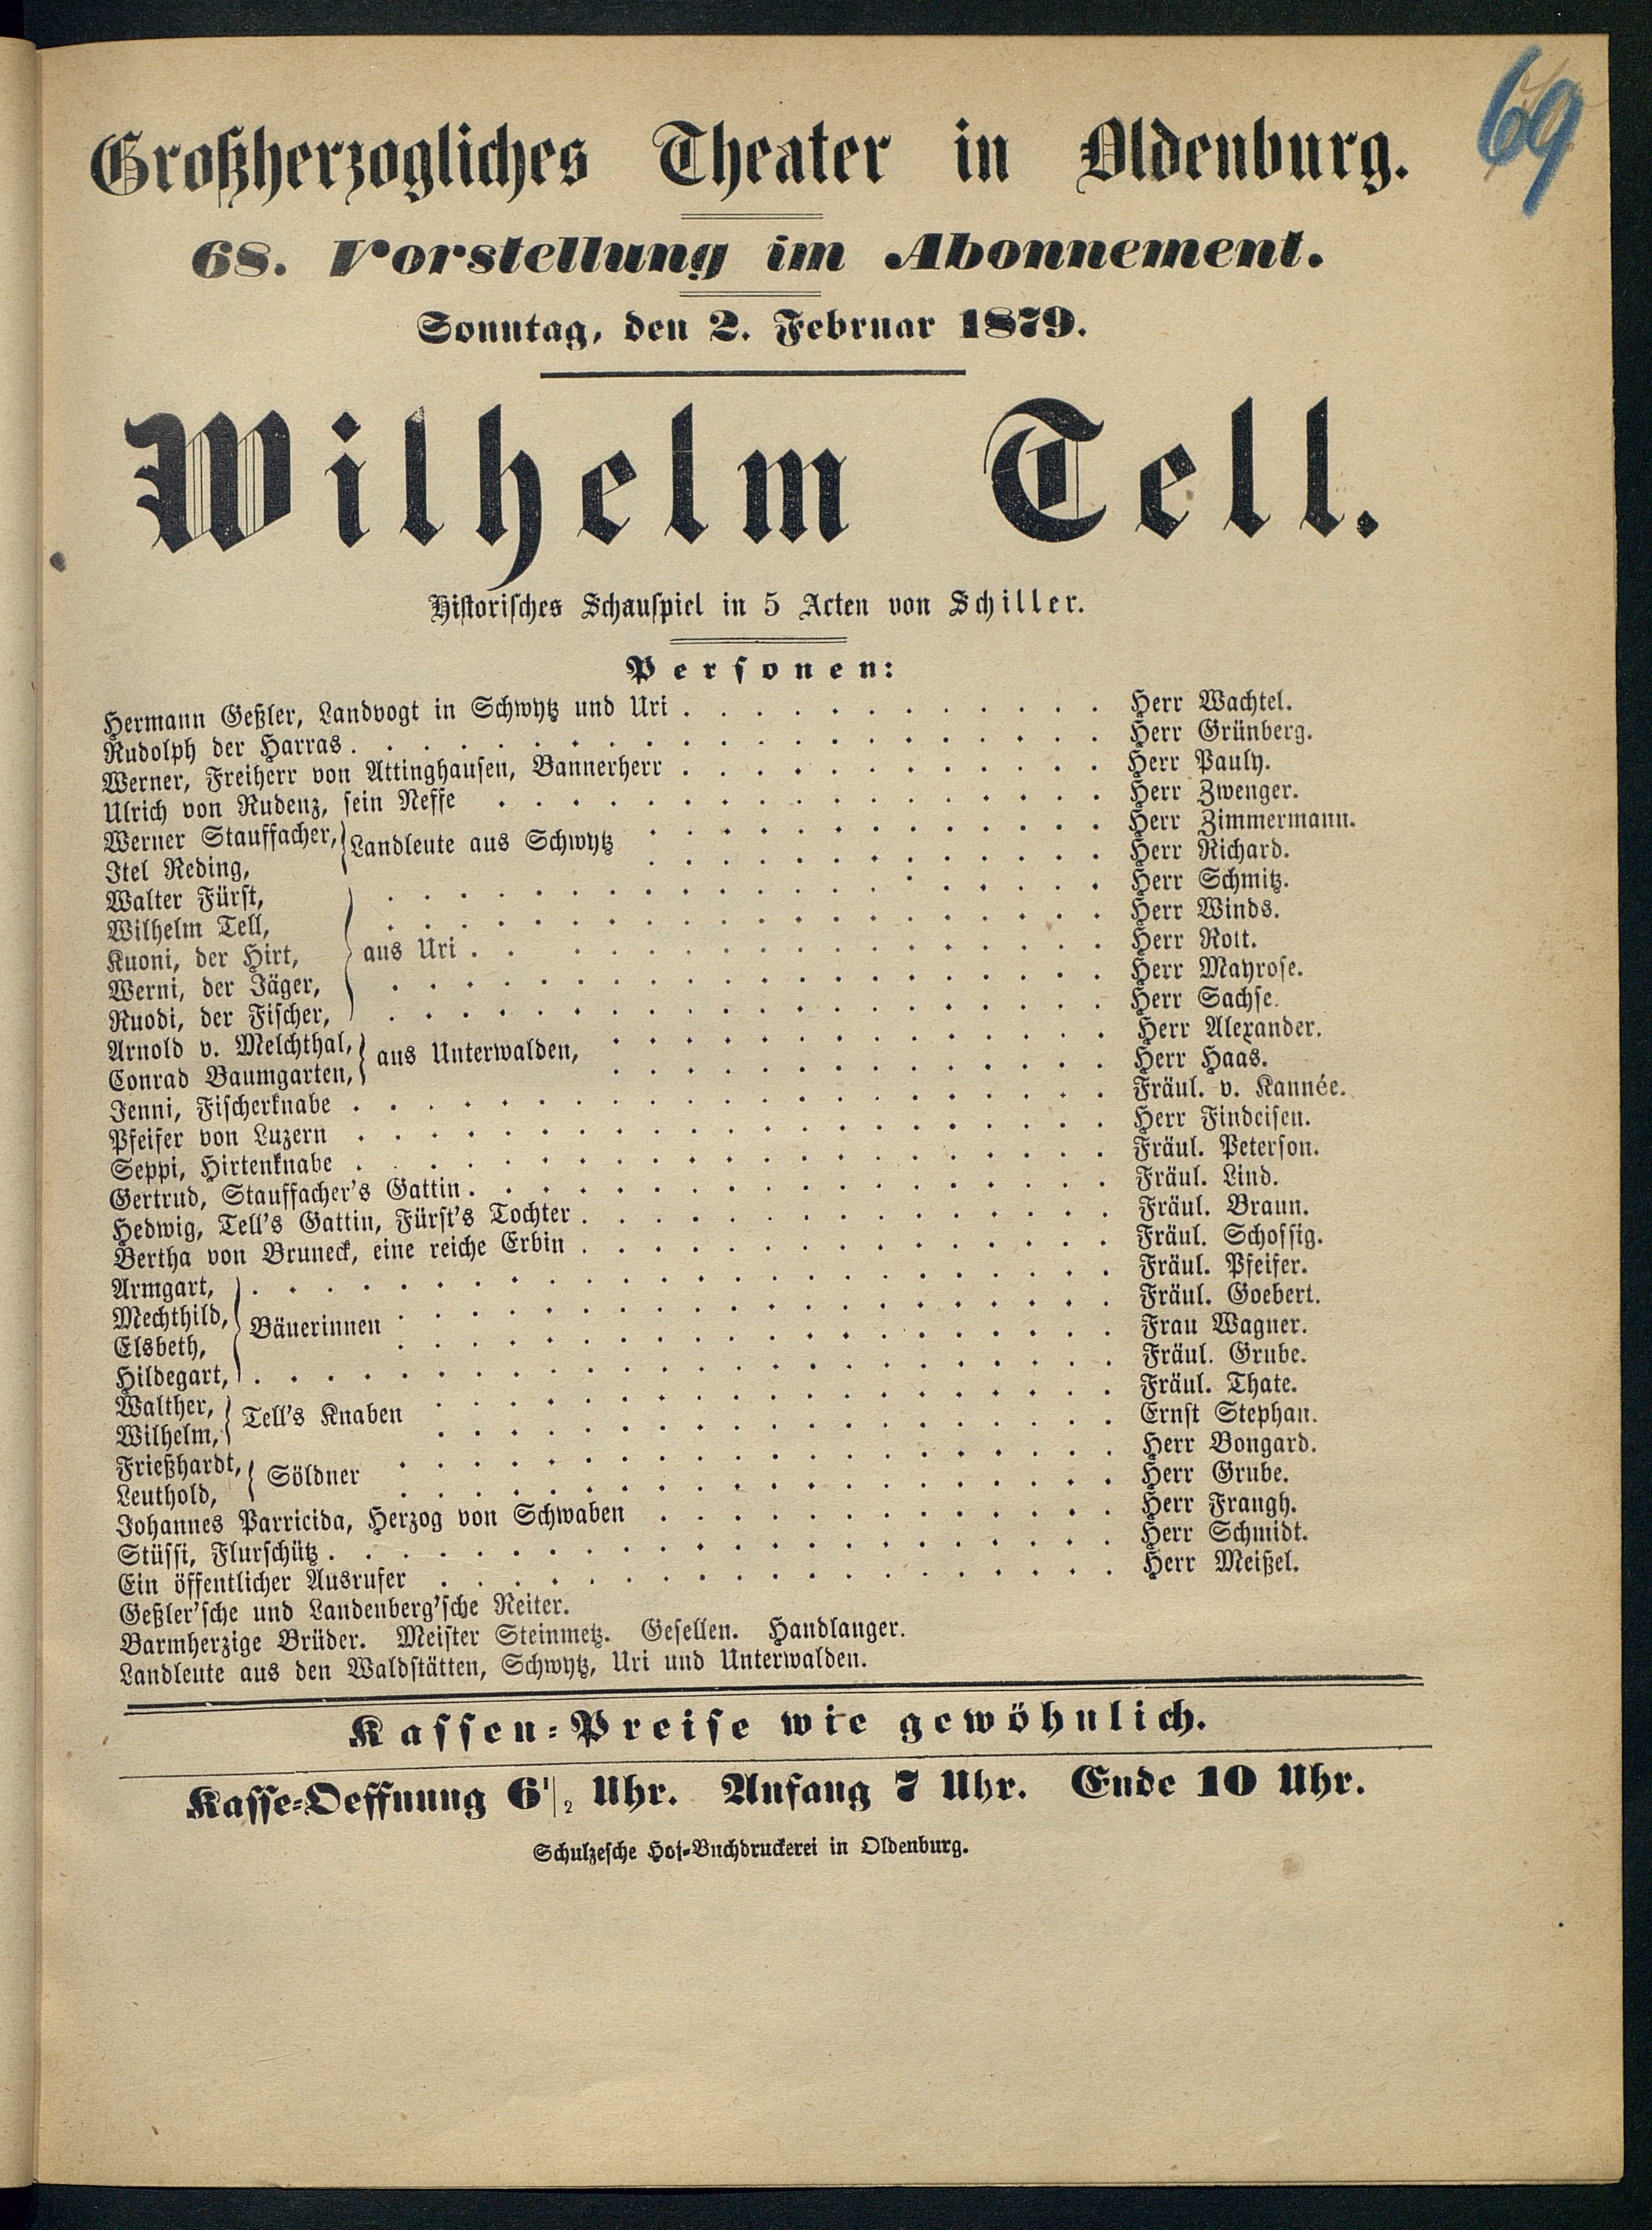 69
Großherzogliches Theater in Oldenburg.
68. Vorstellung im Abonnement.
Sonntag, den 2. Februar 1879.
Wilhelm Tell.
Historisches Schauspiel in 5 Acten von Schiller.
Personen:
Hermann Geßler, Landvogt in Schwytz und Uri . . . . . . . . . . . . Herr Wachtel.
Rudolph der Harras . . . . . . . . . . . . Herr Grünberg.
Werner, Freiherr von Attinghausen, Bannerherr . . . . . . . . . . . . Herr Pauly.
Ulrich von Rudenz, sein Neffe . . . . . . . . . . . . Herr Zwenger.
Werner Stauffacher, } Landleute aus Schwytz . . . . . . . . . . . . Herr Zimmermann.
Itel Reding, . . . . . . . . . . . . Herr Richard.
Walter Fürst, . . . . . . . . . . . . Herr Schmitz.
Wilhelm Tell, . . . . . . . . . . . . Herr Winds.
Kuoni, der Hirt, } aus Uri . . . . . . . . . . . . Herr Rott.
Werni, der Jäger, . . . . . . . . . . . . Herr Mayrose.
Ruodi, der Fischer, . . . . . . . . . . . . Herr Sachse.
Arnold v. Melchthal, } aus Unterwalden, . . . . . . . . . . . . Herr Alexander.
Conrad Baumgarten, . . . . . . . . . . . . Herr Haas.
Jenni, Fischerknabe . . . . . . . . . . . . Fräul. v. Kannée.
Pfeifer von Luzern . . . . . . . . . . . . Herr Findeisen.
Seppi, Hirtenknabe . . . . . . . . . . . . Fräul. Peterson.
Gertrud, Stauffacher's Gattin . . . . . . . . . . . . Fräul. Lind.
Hedwig, Tell's Gattin, Fürst's Tochter . . . . . . . . . . . . Fräul. Braun.
Bertha von Bruneck, eine reiche Erbin . . . . . . . . . . . . Fräul. Schossig.
Armgart, . . . . . . . . . . . . Fräul. Pfeifer.
Mechthild, } Bäuerinnen . . . . . . . . . . . . Fräul. Goebert.
Elsbeth, . . . . . . . . . . . . Frau Wagner.
Hildegart, . . . . . . . . . . . . Fräul. Grube.
Walther, } Tell's Knaben . . . . . . . . . . . . Fräul. Thate.
Wilhelm, . . . . . . . . . . . . Ernst Stephan.
Frießhardt, { Söldner . . . . . . . . . . . . Herr Bongard.
Leuthold, . . . . . . . . . . . . Herr Grube.
Johannes Parricida, Herzog von Schwaben . . . . . . . . . . . . Herr Frangh.
Stüssi, Flurschütz . . . . . . . . . . . . Herr Schmidt.
Ein öffentlicher Ausrufer . . . . . . . . . . . . Herr Meißel.
Geßler'sche und Landenberg'sche Reiter.
Barmherzige Brüder. Meister Steinmetz. Gesellen. Handlanger.
Landleute aus den Waldstätten, Schwytz, Uri und Unterwalden.
Kassen-Preise wie gewöhnlich.
Kasse-Oeffnung 6 1/2 Uhr. Anfang 7 Uhr. Ende 10 Uhr.
Schulzesche Hof-Buchdruckerei in Oldenburg.